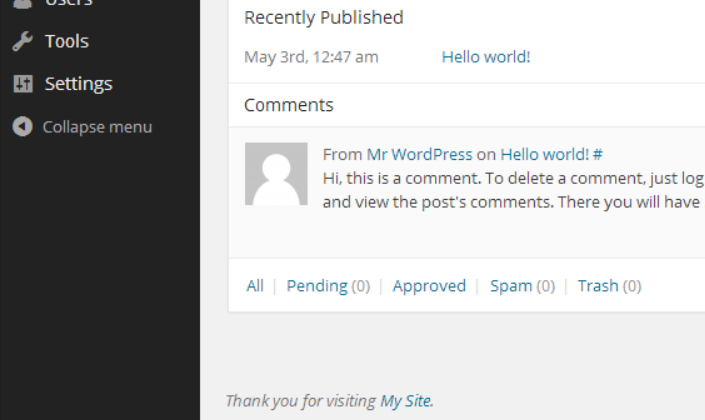 Users
Tools
Settings
Collapse menu
Recently Published
May 3rd, 12:47 am Hello world!
Comments
From Mr WordPress on Hello world! #
Hi, this is a comment. To delete a comment, just log
and view the post's comments. There you will have
All | Pending (0) | Approved | Spam (0) | Trash (0)
Thank you for visiting My Site.